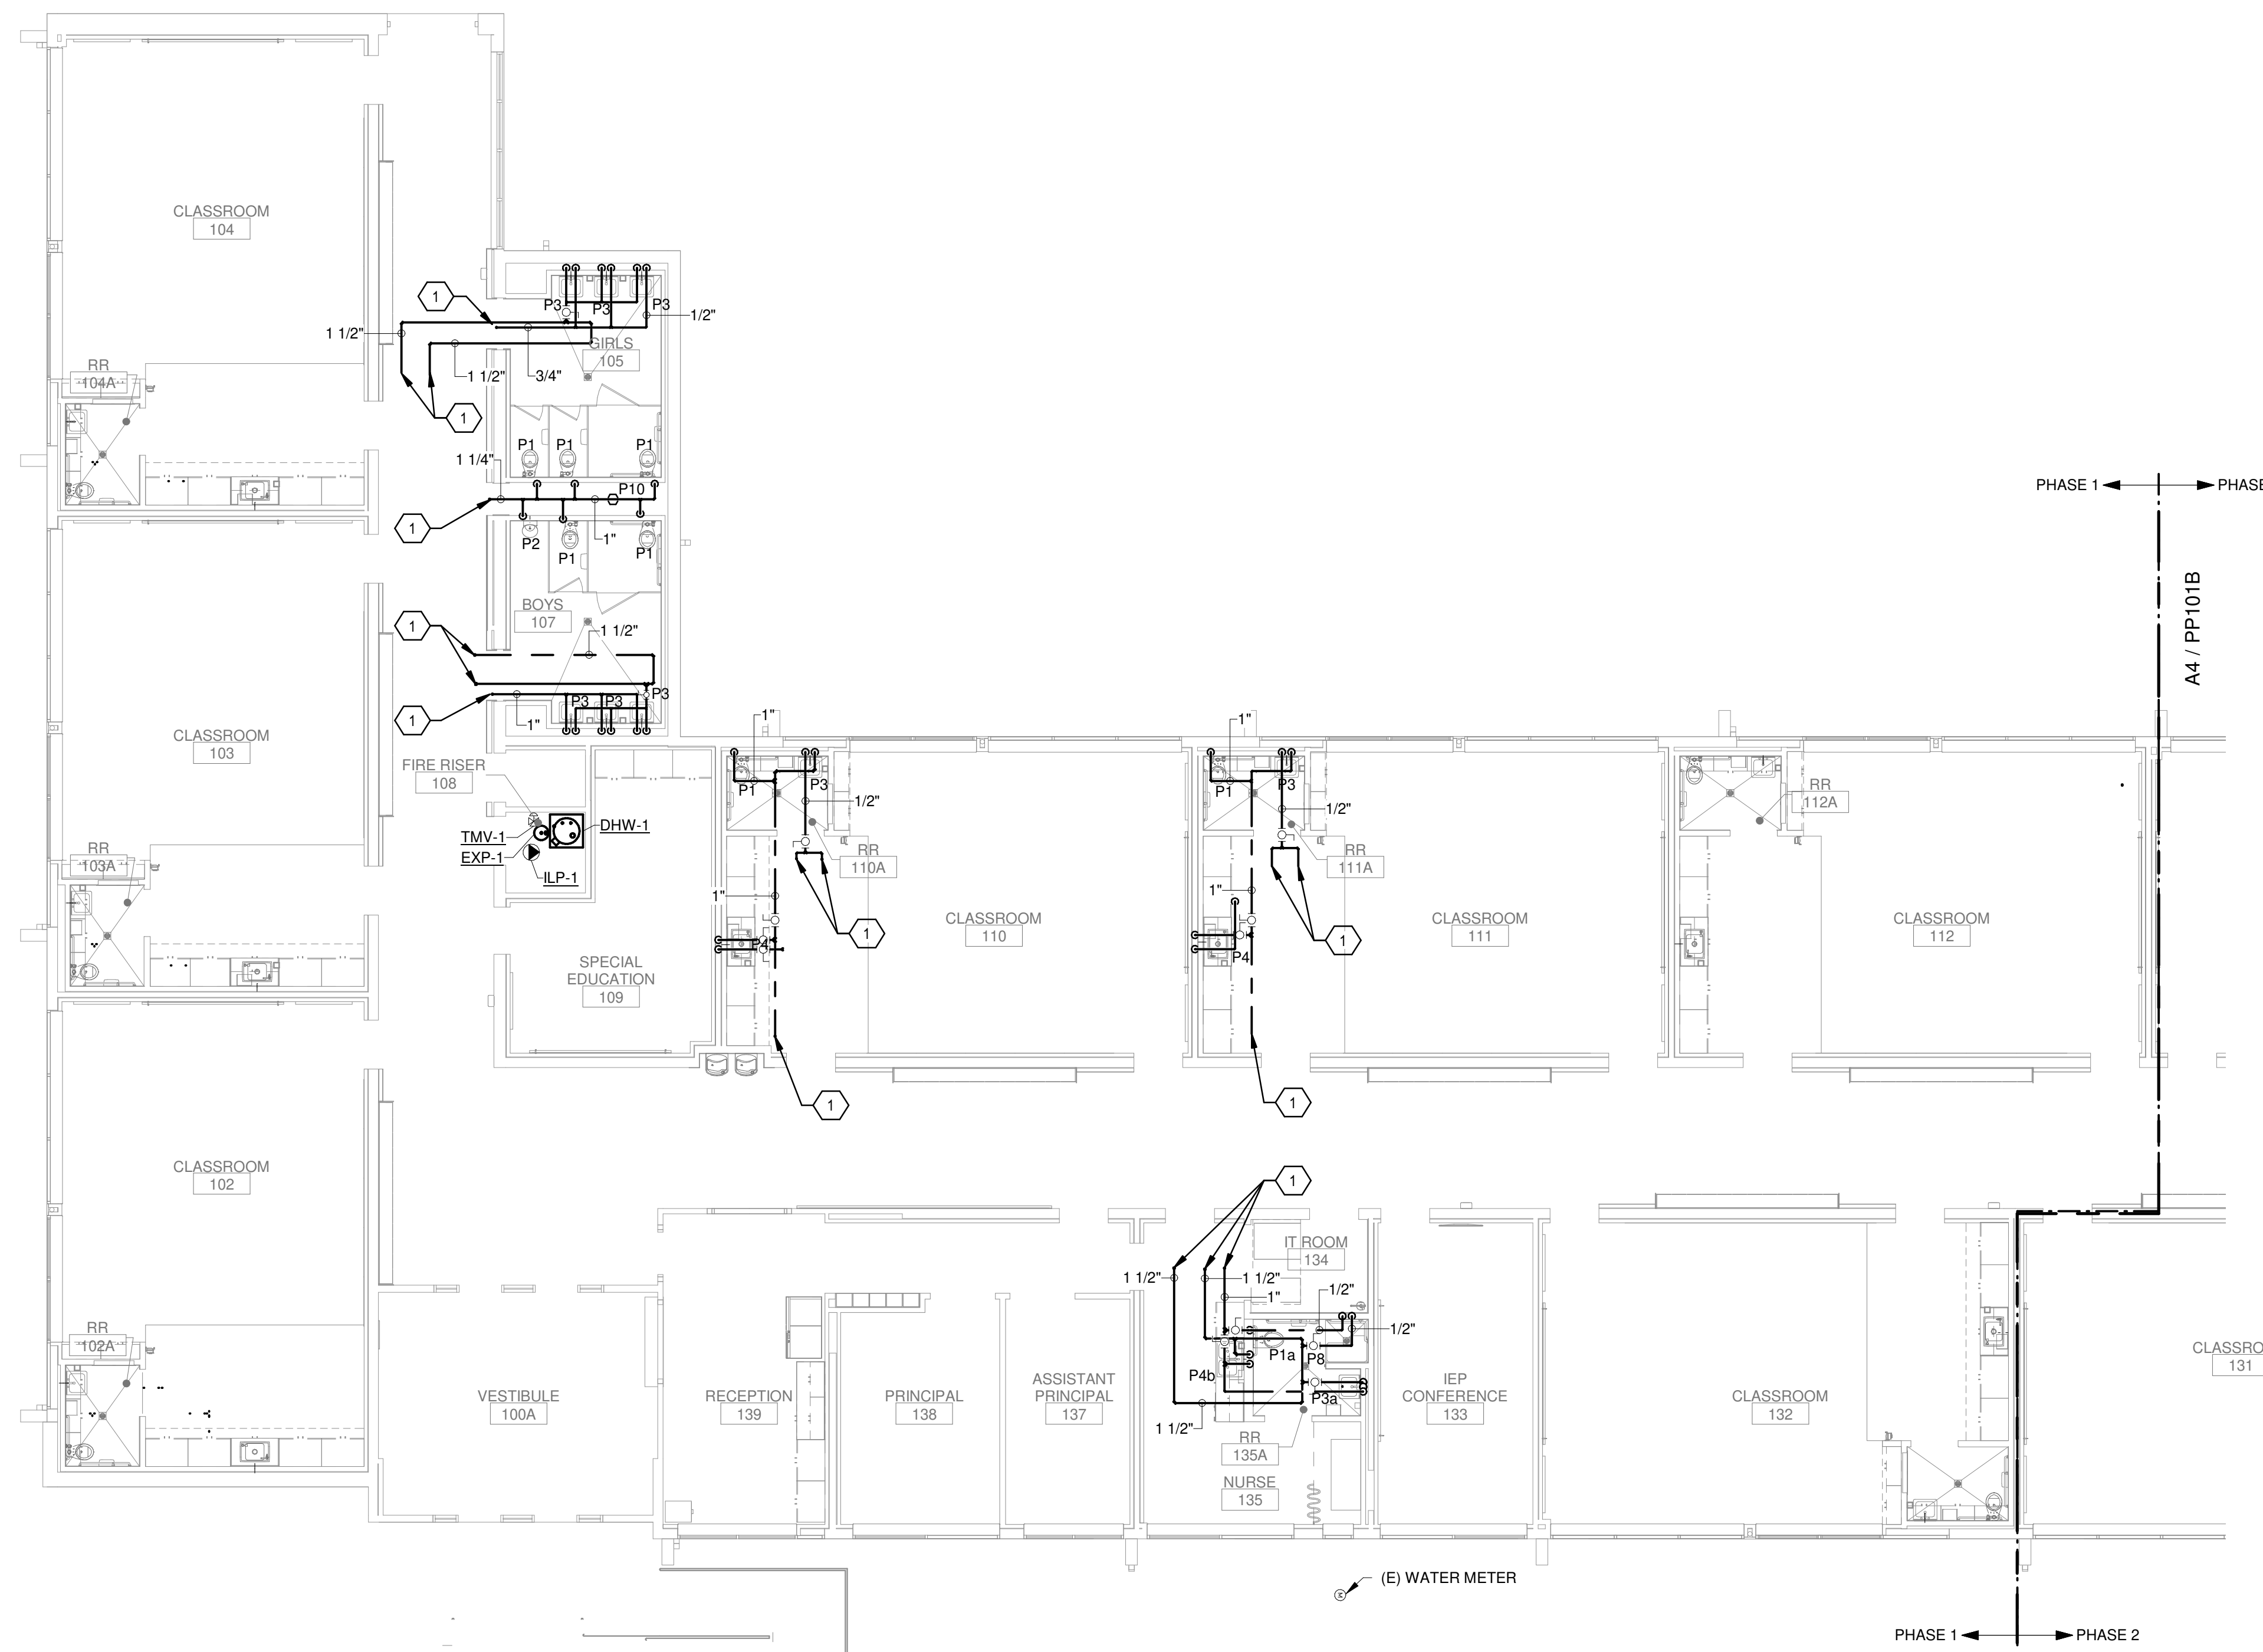 CLASSROOM
104
1
P3
P3
P3
1 1/2"
1/2"
GIRLS
105
RR
104A
1 1/2"
3/4"
1
P1
P1
P1
1 1/4"
P10
1
P2
P1
1"
P1
BOYS
107
1
1 1/2"
P3
P3
P3
1
1"
CLASSROOM
103
RR
103A
FIRE RISER
108
TMV-1
DHW-1
EXP-1
ILP-1
SPECIAL
EDUCATION
109
1"
P1
P3
1/2"
RR
110A
1"
P4
1
CLASSROOM
110
1
1"
P1
P3
1/2"
RR
111A
1"
P4
1
CLASSROOM
111
1
RR
112A
CLASSROOM
112
PHASE 1
PHASE
A4 / PP101B
CLASSROOM
102
RR
102A
VESTIBULE
100A
RECEPTION
139
PRINCIPAL
138
ASSISTANT
PRINCIPAL
137
1
IT ROOM
134
1 1/2"
1 1/2"
1"
1/2"
1/2"
P1a
P8
P4b
P3a
1 1/2"
RR
135A
NURSE
135
IEP
CONFERENCE
133
CLASSROOM
132
CLASSRO
131
(E) WATER METER
PHASE 1
PHASE 2